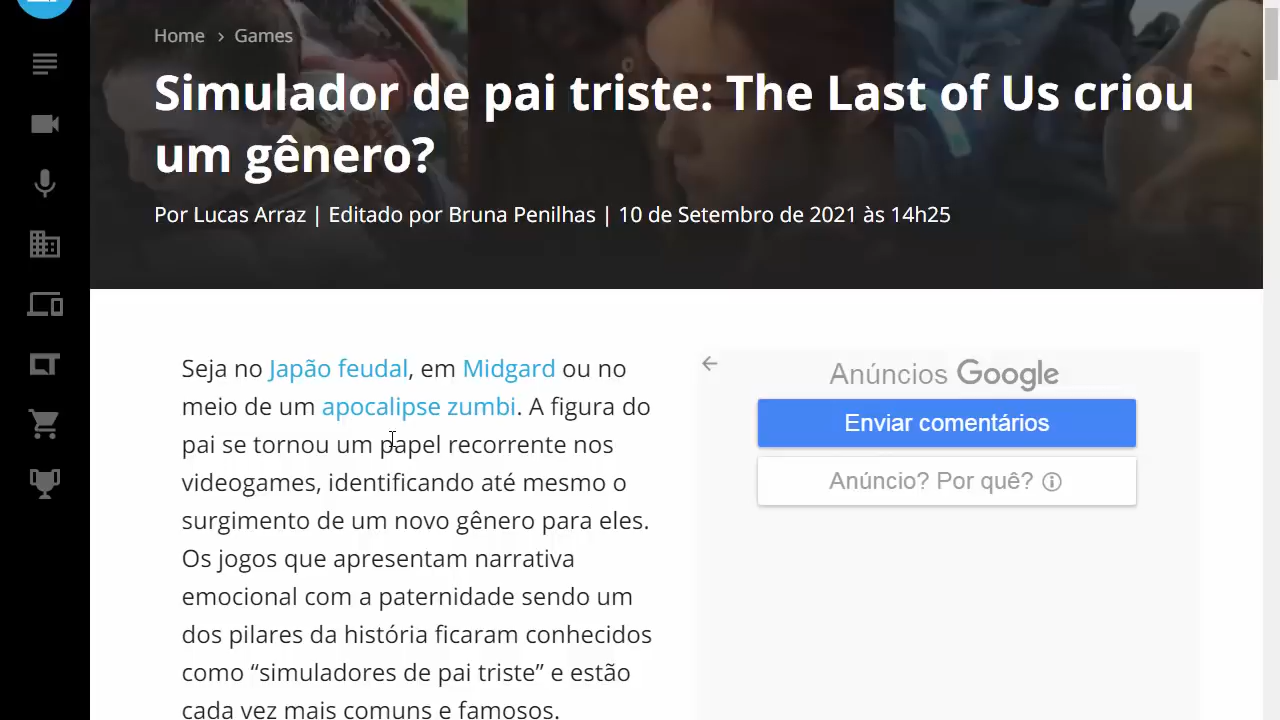 Home › Games
Simulador de pai triste: The Last of Us criou
um gênero?
Por Lucas Arraz | Editado por Bruna Penilhas | 10 de Setembro de 2021 às 14h25
Seja no Japão feudal, em Midgard ou no
meio de um apocalipse zumbi. A figura do
pai se tornou um papel recorrente nos
videogames, identificando até mesmo o
surgimento de um novo gênero para eles.
Os jogos que apresentam narrativa
emocional com a paternidade sendo um
dos pilares da história ficaram conhecidos
como “simuladores de pai triste” e estão
cada vez mais comuns e famosos.
Anúncios Google
Enviar comentários
Anúncio? Por quê?